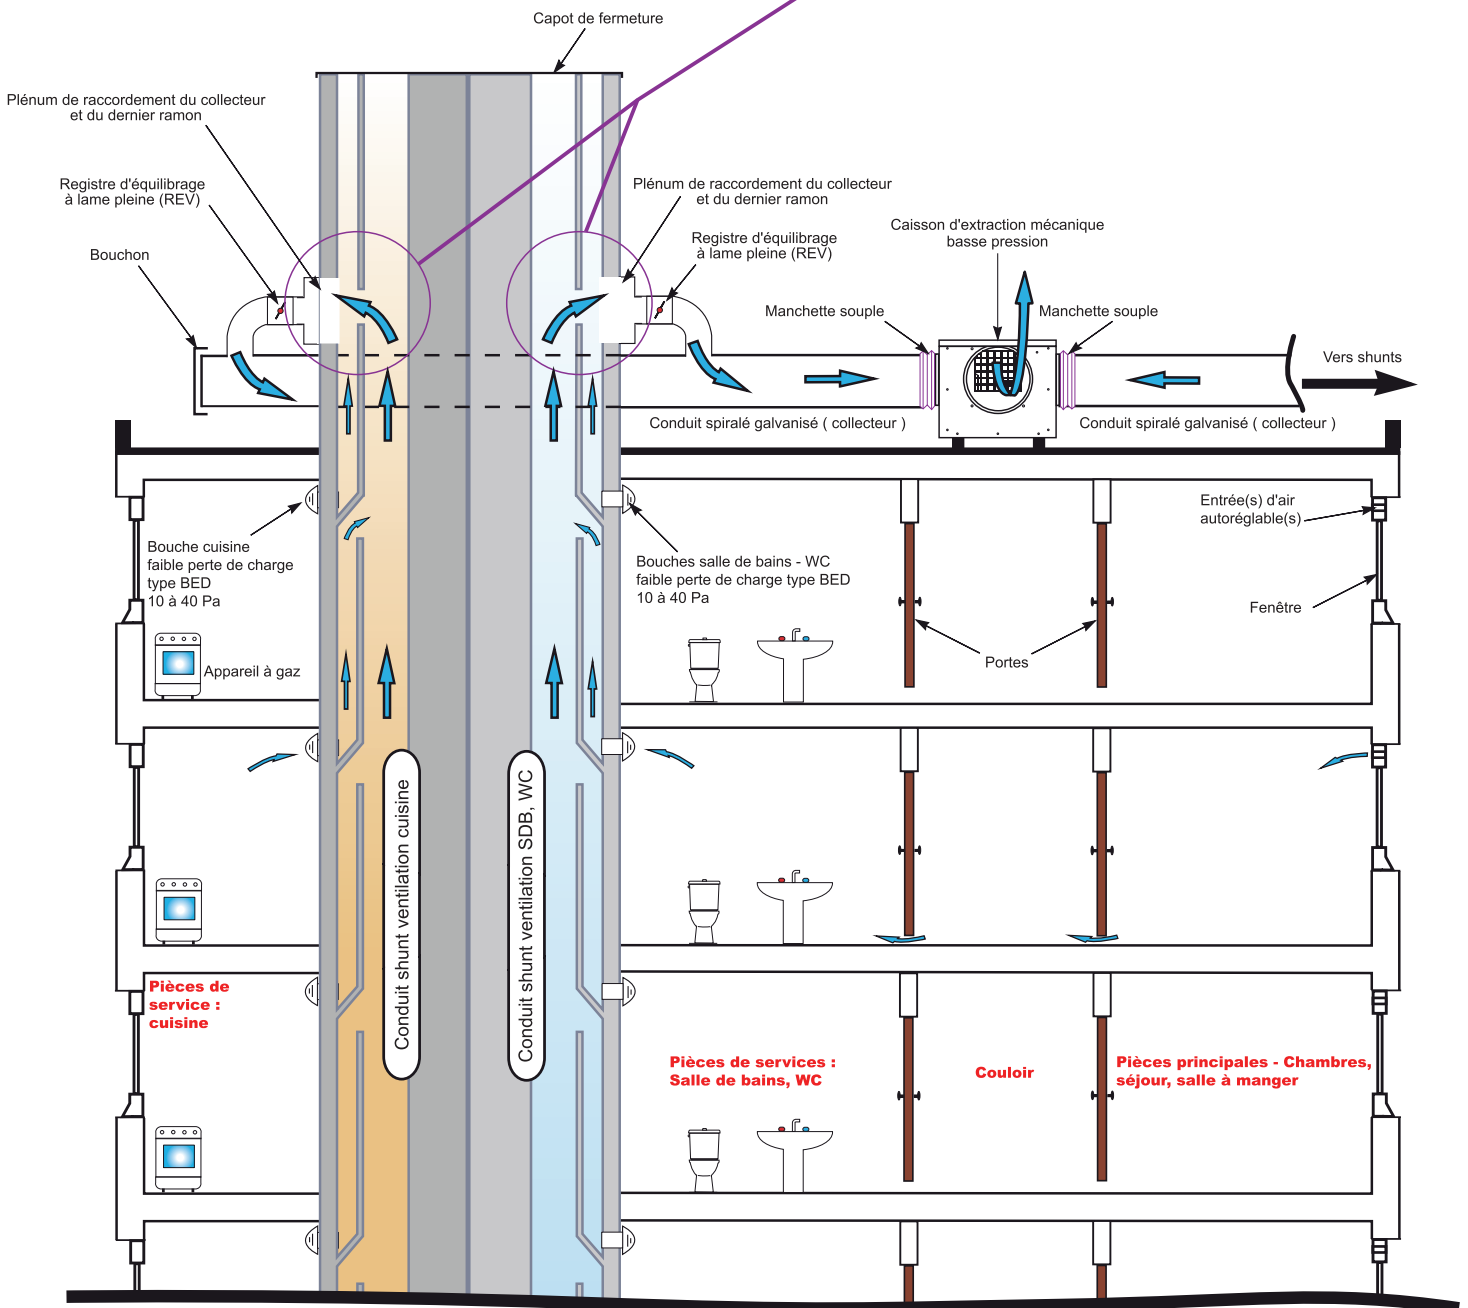 Capot de fermeture
Plénum de raccordement du collecteur
et du dernier ramon
Registre d'équilibrage
à lame pleine (REV)
Bouchon
Plénum de raccordement du collecteur
et du dernier ramon
Registre d'équilibrage
à lame pleine (REV)
Caisson d'extraction mécanique
basse pression
Manchette souple
Manchette souple
Vers shunts
Conduit spiralé galvanisé ( collecteur )
Conduit spiralé galvanisé ( collecteur )
Bouche cuisine
faible perte de charge
type BED
10 à 40 Pa
Bouches salle de bains - WC
faible perte de charge type BED
10 à 40 Pa
Entrée(s) d'air
autoréglable(s)
Fenêtre
Portes
Appareil à gaz
Conduit shunt ventilation cuisine
Conduit shunt ventilation SDB, WC
Pièces de
service :
cuisine
Pièces de services :
Salle de bains, WC
Couloir
Pièces principales - Chambres,
séjour, salle à manger